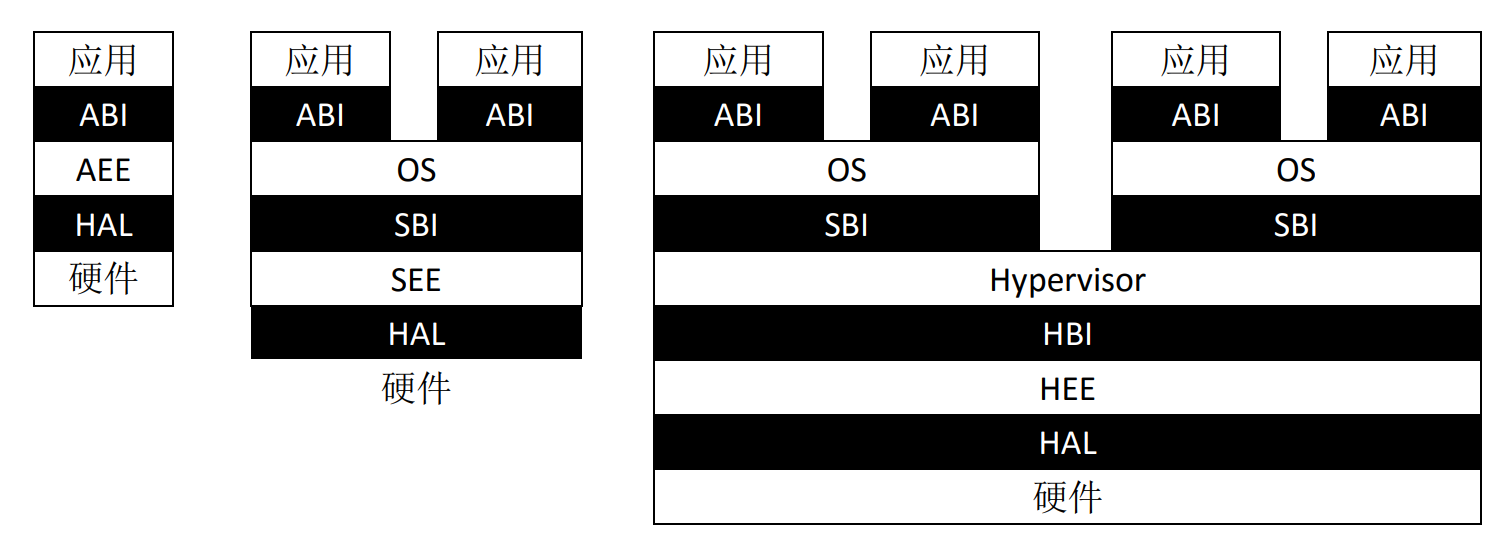 应用
ABI
AEE
HAL
硬件
应用 应用
ABI ABI
OS
SBI
SEE
HAL
硬件
应用 应用 应用 应用
ABI ABI ABI ABI
OS OS
SBI SBI
Hypervisor
HBI
HEE
HAL
硬件